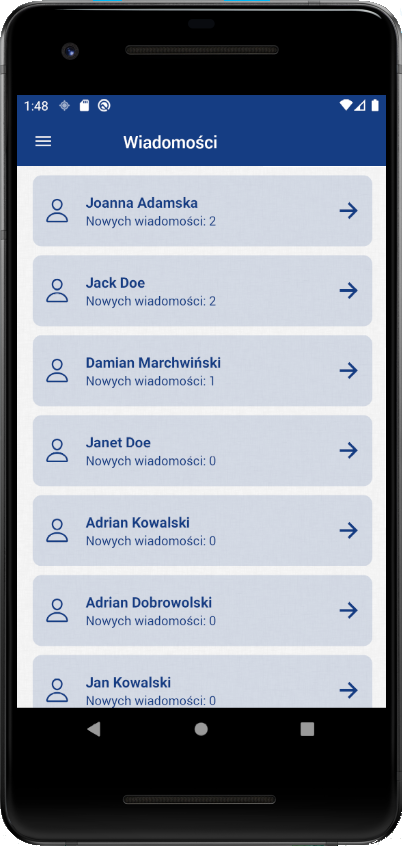 1:48
Wiadomości
Joanna Adamska
Nowych wiadomości: 2
Jack Doe
Nowych wiadomości: 2
Damian Marchwiński
Nowych wiadomości: 1
Janet Doe
Nowych wiadomości: 0
Adrian Kowalski
Nowych wiadomości: 0
Adrian Dobrowolski
Nowych wiadomości: 0
Jan Kowalski
Nowych wiadomości: 0